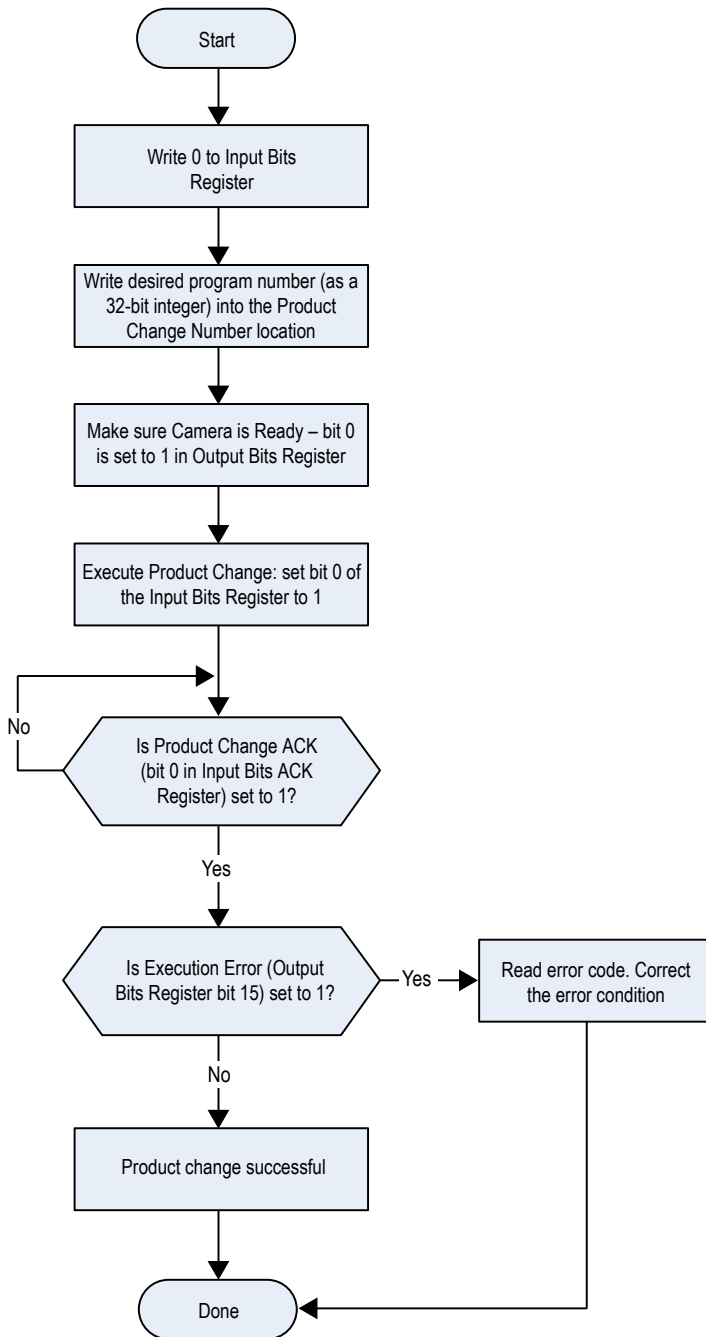 Start
Write 0 to Input Bits
Register
Write desired program number (as a
32-bit integer) into the Product
Change Number location
Make sure Camera is Ready – bit 0
is set to 1 in Output Bits Register
Execute Product Change: set bit 0 of
the Input Bits Register to 1
No
Is Product Change ACK
(bit 0 in Input Bits ACK
Register) set to 1?
Yes
Is Execution Error (Output
Bits Register bit 15) set to 1?
Yes
Read error code. Correct
the error condition
No
Product change successful
Done